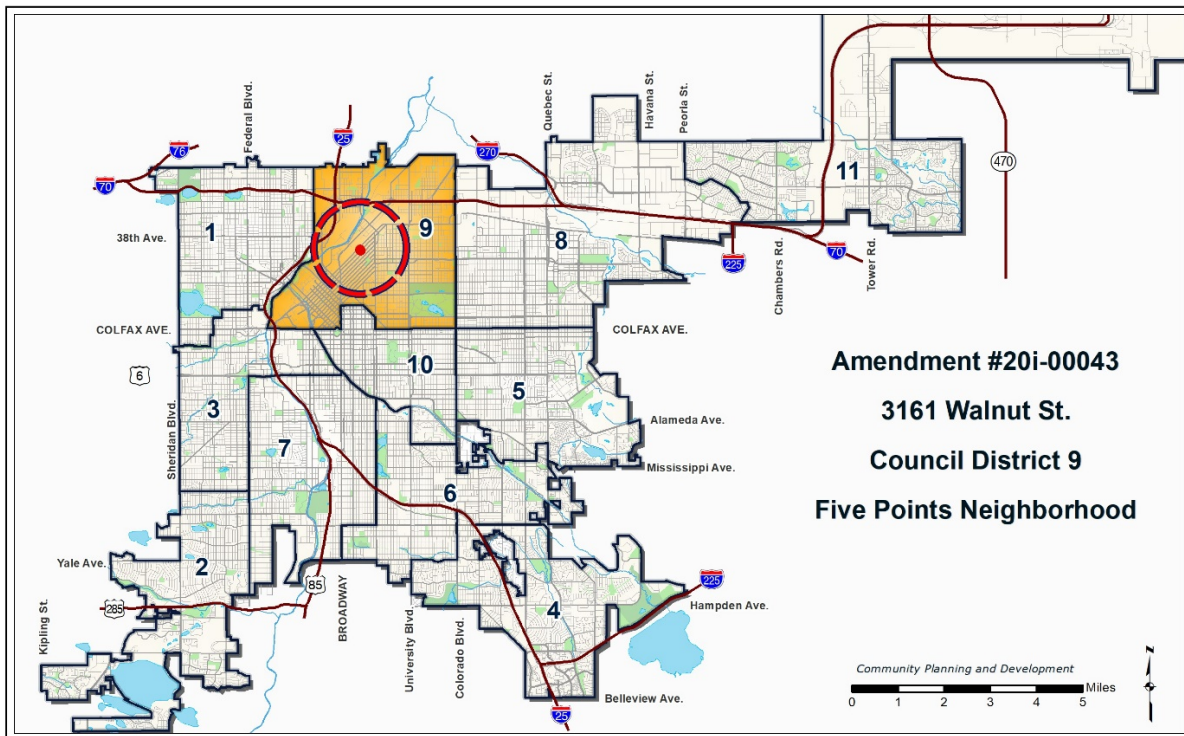 Federal Blvd.
Quebec St.
Havana St.
Peoria St.
76
25
270
70
470
11
38th Ave.
1
9
8
225
70
Chambers Rd.
Tower Rd.
COLFAX AVE.
COLFAX AVE.
6
10
Sheridan Blvd.
3
5
7
Alameda Ave.
Mississippi Ave.
6
Amendment #20i-00043
3161 Walnut St.
Council District 9
Five Points Neighborhood
Yale Ave.
2
85
285
BROADWAY
University Blvd.
Colorado Blvd.
4
225
Hampden Ave.
Kipling St.
Belleview Ave.
25
Community Planning and Development
Miles
0 1 2 3 4 5
N